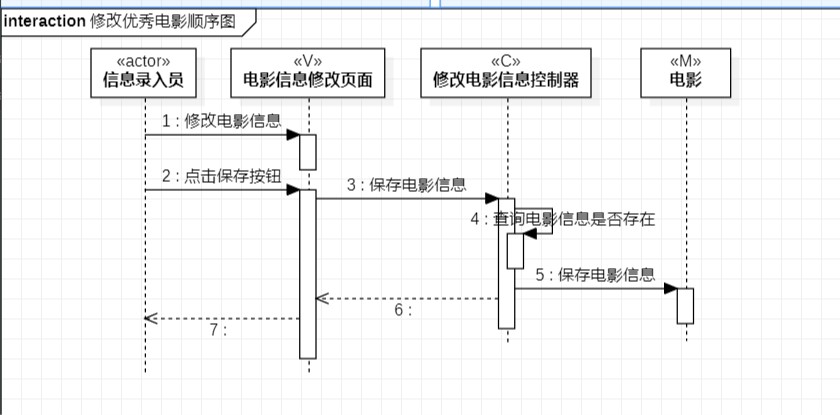 interaction 修改优秀电影顺序图
«actor»
信息录入员
«V»
电影信息修改页面
«C»
修改电影信息控制器
«M»
电影
1 : 修改电影信息
2 : 点击保存按钮
3 : 保存电影信息
4 : 查询电影信息是否存在
5 : 保存电影信息
6 :
7 :